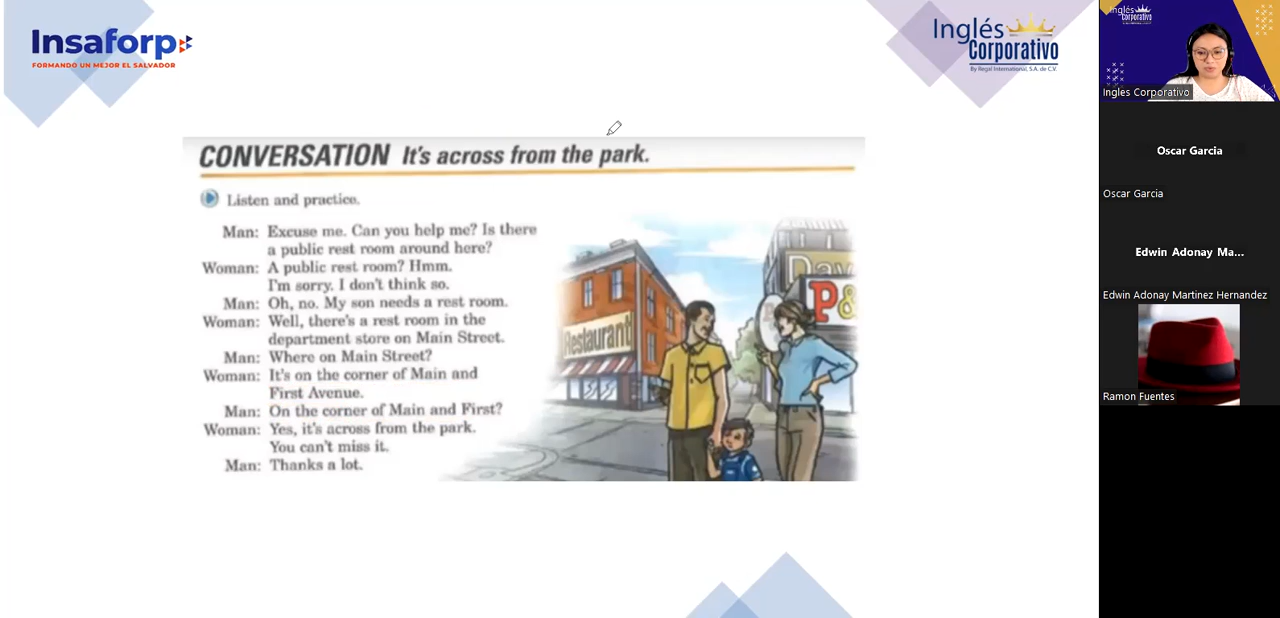 Insaforp
FORMANDO UN MEJOR EL SALVADOR
Inglés
Corporativo
By Regal International, S.A. de C.V.
CONVERSATION It's across from the park.
Listen and practice.
Man: Excuse me. Can you help me? Is there
a public rest room around here?
Woman: A public rest room? Hmm.
I'm sorry. I don't think so.
Man: Oh, no. My son needs a rest room.
Woman: Well, there's a rest room in the
department store on Main Street.
Man: Where on Main Street?
Woman: It's on the corner of Main and
First Avenue.
Man: On the corner of Main and First?
Woman: Yes, it's across from the park.
You can't miss it.
Man: Thanks a lot.
Restaurant
Dav
P&
Inglés
Corporativo
Ingles Corporativo
Oscar Garcia
Oscar Garcia
Edwin Adonay Ma...
Edwin Adonay Martinez Hernandez
Ramon Fuentes